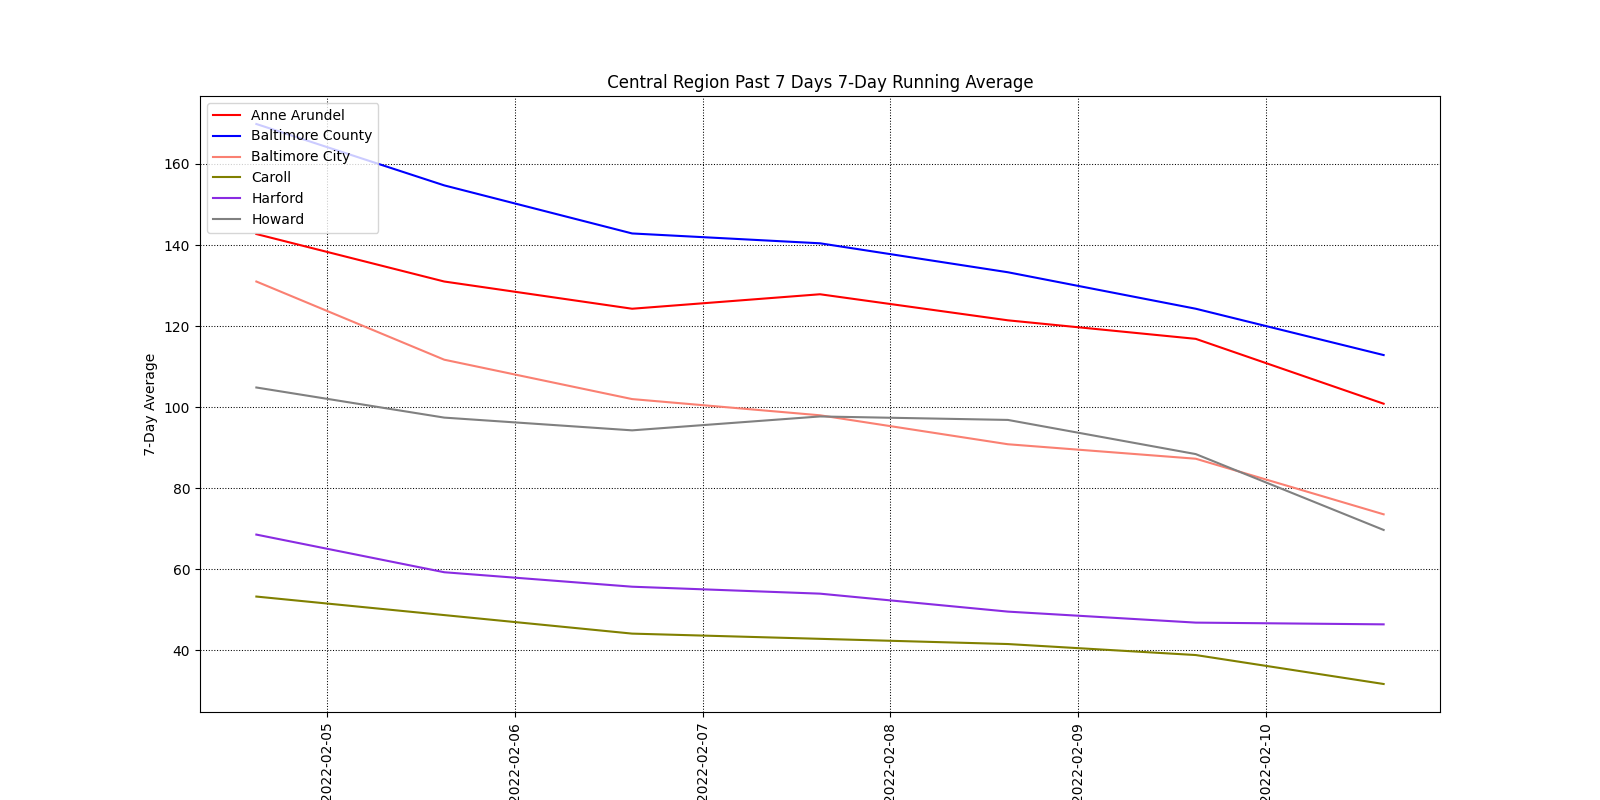 Central Region Past 7 Days 7-Day Running Average
Anne Arundel
Baltimore County
Baltimore City
Caroll
Harford
Howard
160
140
120
100
80
60
40
7-Day Average
2022-02-05
2022-02-06
2022-02-07
2022-02-08
2022-02-09
2022-02-10